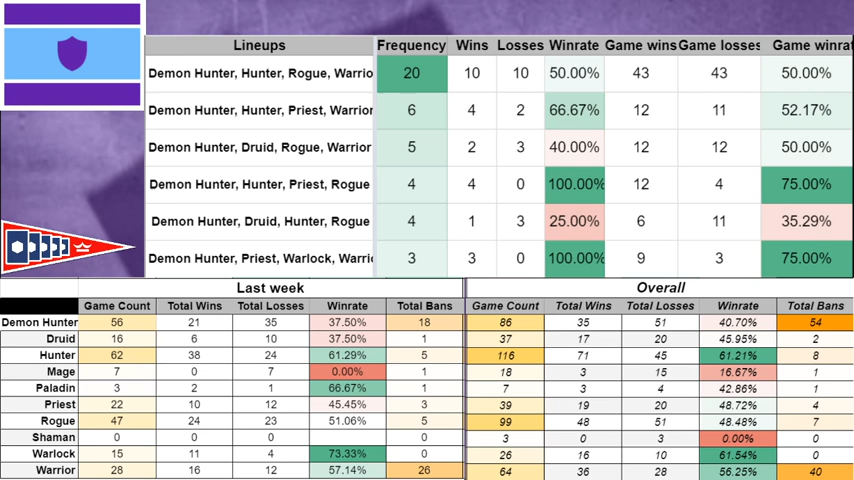 Lineups Frequency Wins Losses Winrate Game wins Game losses Game winrat
Demon Hunter, Hunter, Rogue, Warrio 20 10 10 50.00% 43 43 50.00%
Demon Hunter, Hunter, Priest, Warrior 6 4 2 66.67% 12 11 52.17%
Demon Hunter, Druid, Rogue, Warrior 5 2 3 40.00% 12 12 50.00%
Demon Hunter, Hunter, Priest, Rogue 4 4 0 100.00% 12 4 75.00%
Demon Hunter, Druid, Hunter, Rogue 4 1 3 25.00% 6 11 35.29%
Demon Hunter, Priest, Warlock, Warri 3 3 0 100.00% 9 3 75.00%
Last week Overall
Game Count Total Wins Total Losses Winrate Total Bans Game Count Total Wins Total Losses Winrate Total Bans
Demon Hunter 56 21 35 37.50% 18 86 35 51 40.70% 54
Druid 16 6 10 37.50% 1 37 17 20 45.95% 2
Hunter 62 38 24 61.29% 5 116 71 45 61.21% 8
Mage 7 0 7 0.00% 1 18 3 15 16.67% 1
Paladin 3 2 1 66.67% 1 7 3 4 42.86% 1
Priest 22 10 12 45.45% 3 39 19 20 48.72% 4
Rogue 47 24 23 51.06% 5 99 48 51 48.48% 7
Shaman 0 0 0 0 3 0 3 0.00% 0
Warlock 15 11 4 73.33% 0 26 16 10 61.54% 0
Warrior 28 16 12 57.14% 26 64 36 28 56.25% 40